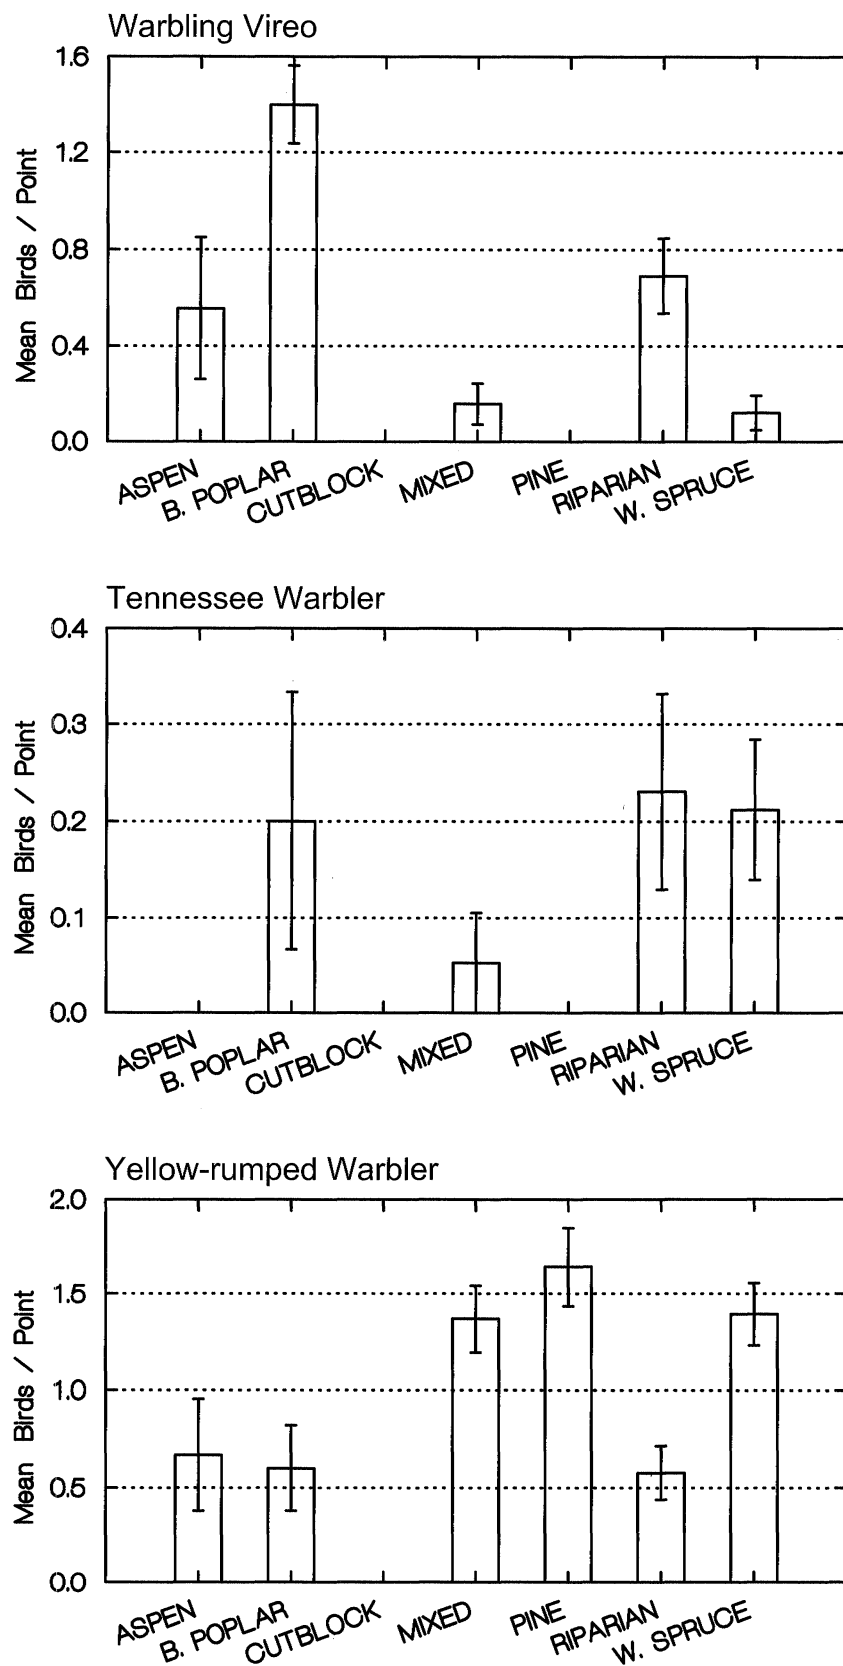 Warbling Vireo
1.6
1.2
0.8
0.4
0.0
Mean Birds / Point
ASPEN
B. POPLAR
CUTBLOCK
MIXED
PINE
RIPARIAN
W. SPRUCE
Tennessee Warbler
0.4
0.3
0.2
0.1
0.0
Mean Birds / Point
ASPEN
B. POPLAR
CUTBLOCK
MIXED
PINE
RIPARIAN
W. SPRUCE
Yellow-rumped Warbler
2.0
1.5
1.0
0.5
0.0
Mean Birds / Point
ASPEN
B. POPLAR
CUTBLOCK
MIXED
PINE
RIPARIAN
W. SPRUCE